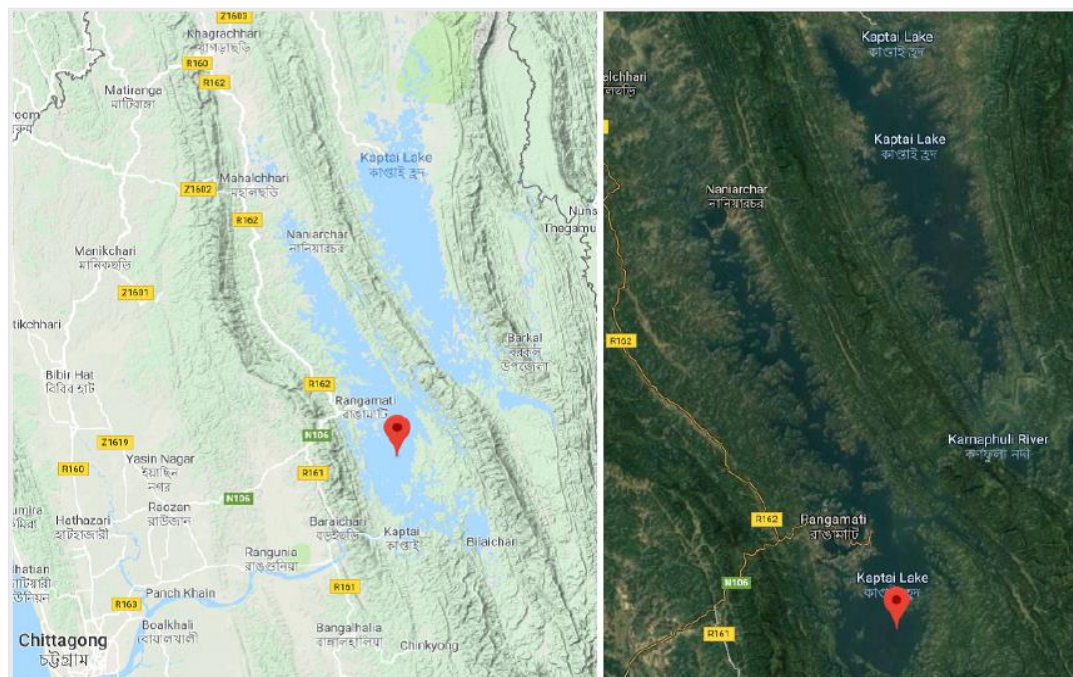 Z1603
Khagrachhari
খাগড়াছড়ি
R160
R162
Matiranga
মাটিরাঙ্গা
Kaptai Lake
কাপ্তাই হ্রদ
Mahalchhari
মহালছড়ি
Z1602
R162
Naniarchar
নানিয়ারচর
Manikchari
মানিকছড়ি
Z1601
tikchhari
Barkal
বরকল
উপজেলা
Bibir Hat
বিবির হাট
R162
Rangamati
রাঙামাটি
N106
Z1619
R160
Yasin Nagar
ইয়াছিন
নগর
R161
N106
Raozan
রাউজান
Hathazari
হাটহাজারী
Baraichari
বড়ইছড়ি
Kaptai
কাপ্তাই
Bilaichari
Rangunia
রাঙ্গুনিয়া
R161
Panch Khain
R163
Boalkhali
বোয়ালখালী
Bangalhalia
বাঙ্গালহালিয়া
Chinkyong
Chittagong
চট্টগ্রাম
Kaptai Lake
কাপ্তাই হ্রদ
alchhari
Kaptai Lake
কাপ্তাই হ্রদ
Naniarchar
নানিয়ারচর
R162
Karnaphuli River
কর্ণফুলী নদী
R162
Rangamati
রাঙামাটি
Kaptai Lake
N106
R161